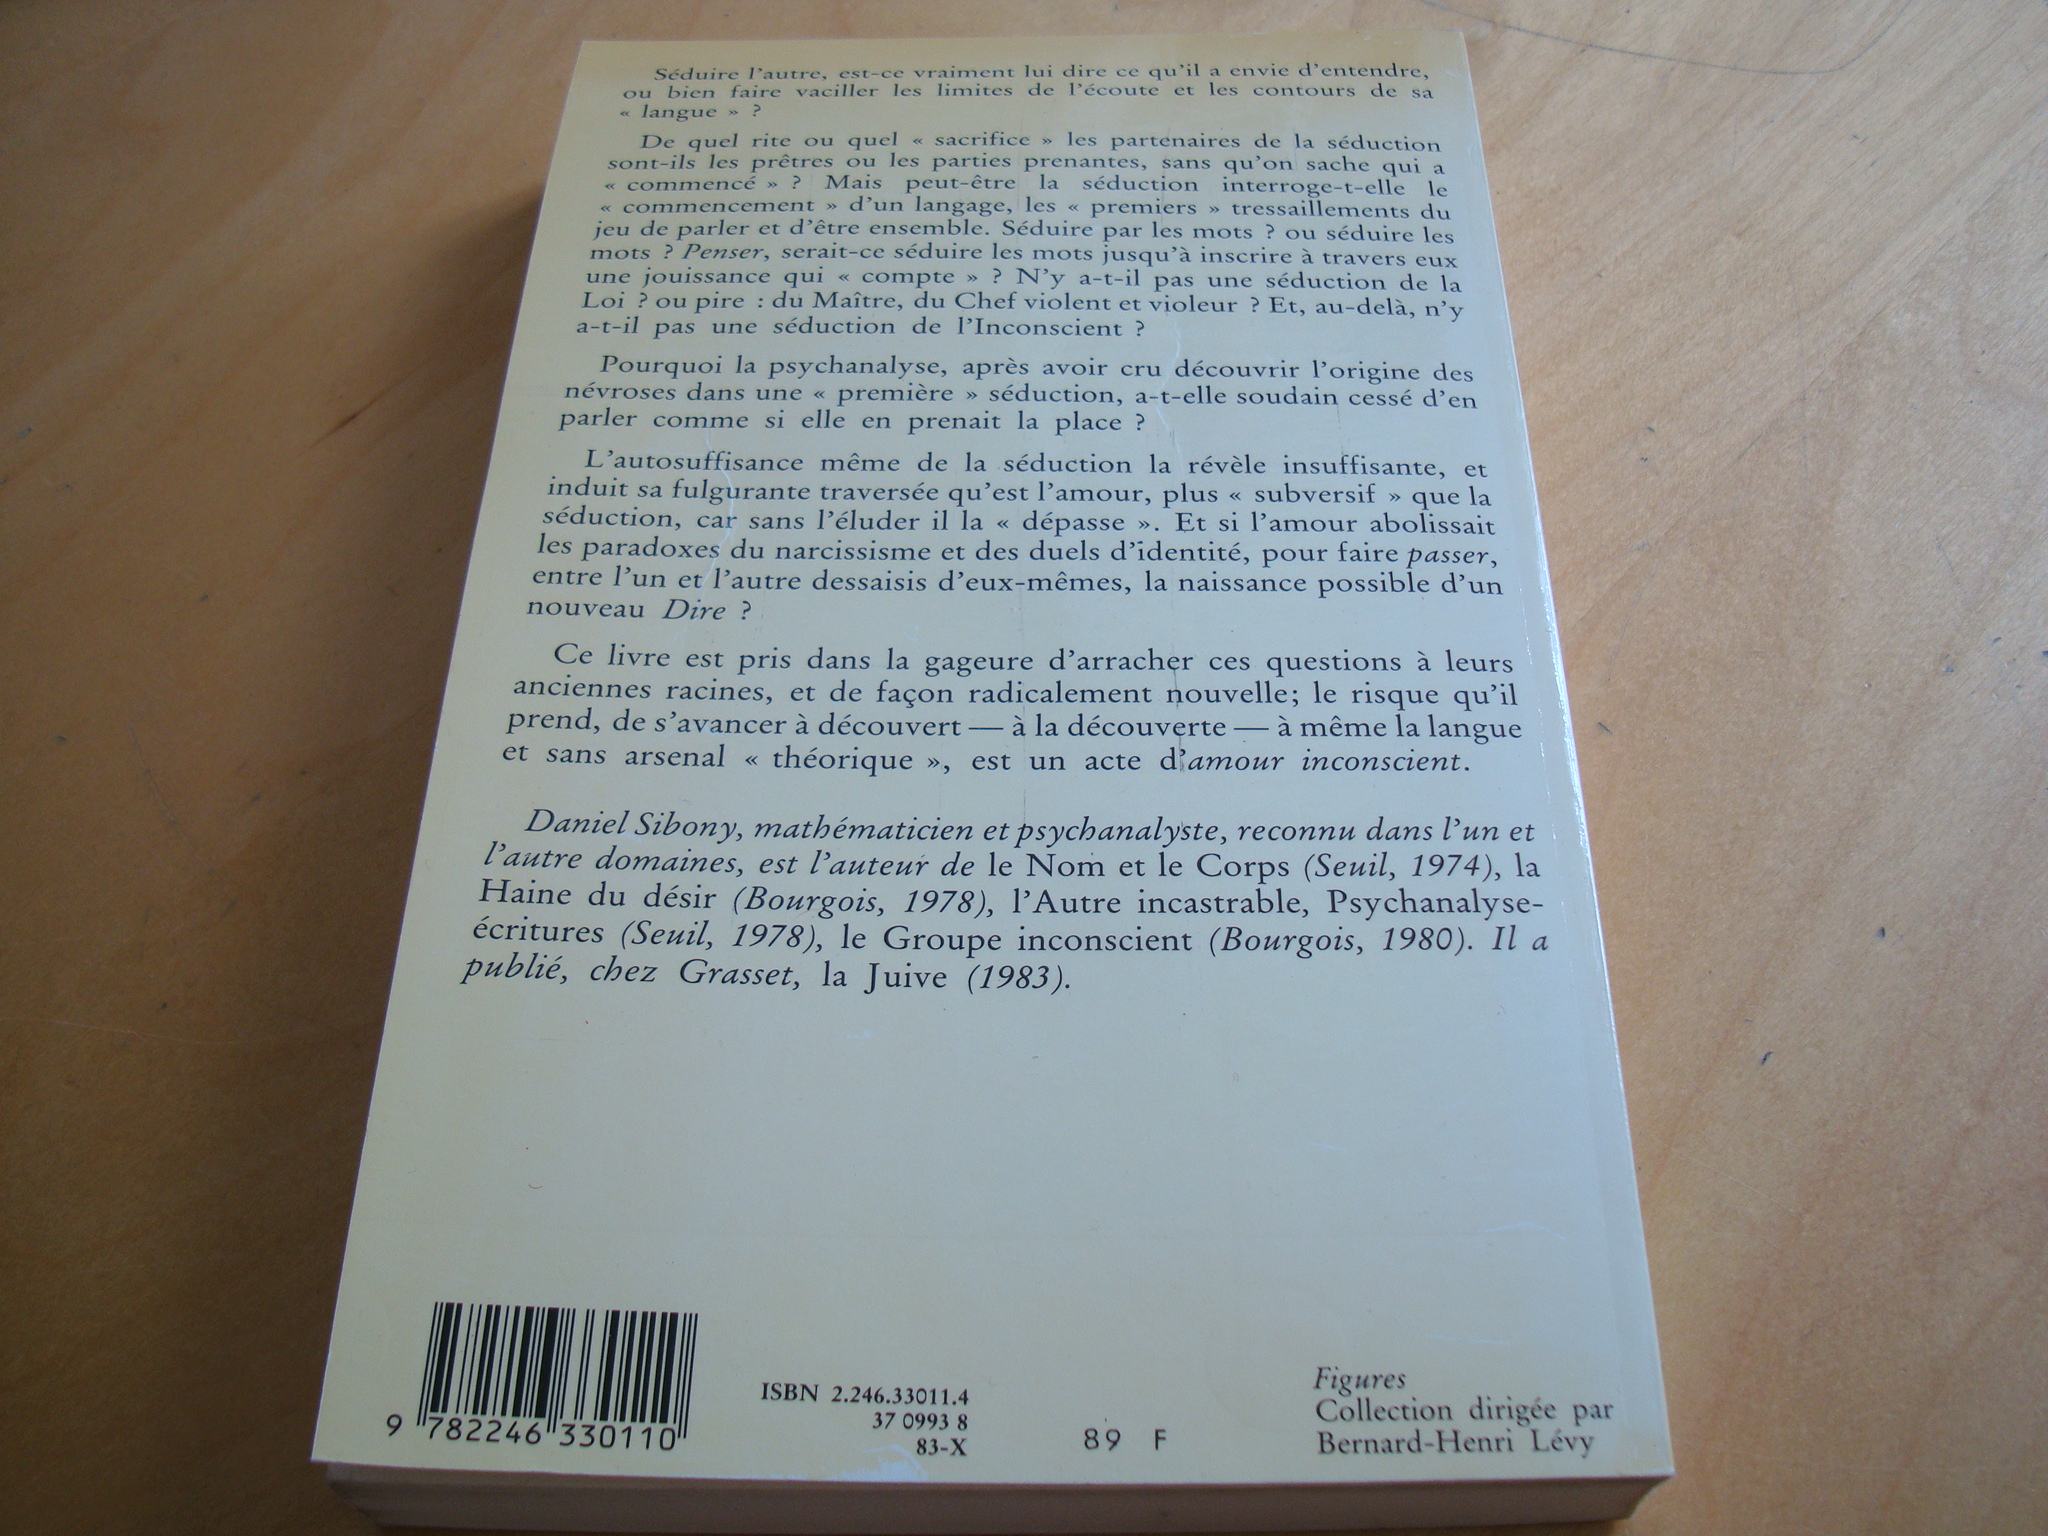 Séduire l'autre, est-ce vraiment lui dire ce qu'il a envie d'entendre,
ou bien faire vaciller les limites de l'écoute et les contours de sa
« langue » ?
De quel rite ou quel « sacrifice » les partenaires de la séduction
sont-ils les prêtres ou les parties prenantes, sans qu'on sache qui a
« commencé » ? Mais peut-être la séduction interroge-t-elle le
« commencement » d'un langage, les « premiers » tressaillements du
jeu de parler et d'être ensemble. Séduire par les mots ? ou séduire les
mots ? Penser, serait-ce séduire les mots jusqu'à inscrire à travers eux
une jouissance qui « compte » ? N'y a-t-il pas une séduction de la
Loi ? ou pire : du Maître, du Chef violent et violeur ? Et, au-delà, n'y
a-t-il pas une séduction de l'Inconscient ?
Pourquoi la psychanalyse, après avoir cru découvrir l'origine des
névroses dans une « première » séduction, a-t-elle soudain cessé d'en
parler comme si elle en prenait la place ?
L'autosuffisance même de la séduction la révèle insuffisante, et
induit sa fulgurante traversée qu'est l'amour, plus « subversif » que la
séduction, car sans l'éluder il la « dépasse ». Et si l'amour abolissait
les paradoxes du narcissisme et des duels d'identité, pour faire passer,
entre l'un et l'autre dessaisis d'eux-mêmes, la naissance possible d'un
nouveau Dire ?
Ce livre est pris dans la gageure d'arracher ces questions à leurs
anciennes racines, et de façon radicalement nouvelle; le risque qu'il
prend, de s'avancer à découvert — à la découverte — à même la langue
et sans arsenal « théorique », est un acte d'amour inconscient.
Daniel Sibony, mathématicien et psychanalyste, reconnu dans l'un et
l'autre domaines, est l'auteur de le Nom et le Corps (Seuil, 1974), la
Haine du désir (Bourgois, 1978), l'Autre incastrable, Psychanalyse-
écritures (Seuil, 1978), le Groupe inconscient (Bourgois, 1980). Il a
publié, chez Grasset, la Juive (1983).
9 782246 330110
ISBN 2.246.33011.4
37 0993 8
83-X
89 F
Figures
Collection dirigée par
Bernard-Henri Lévy